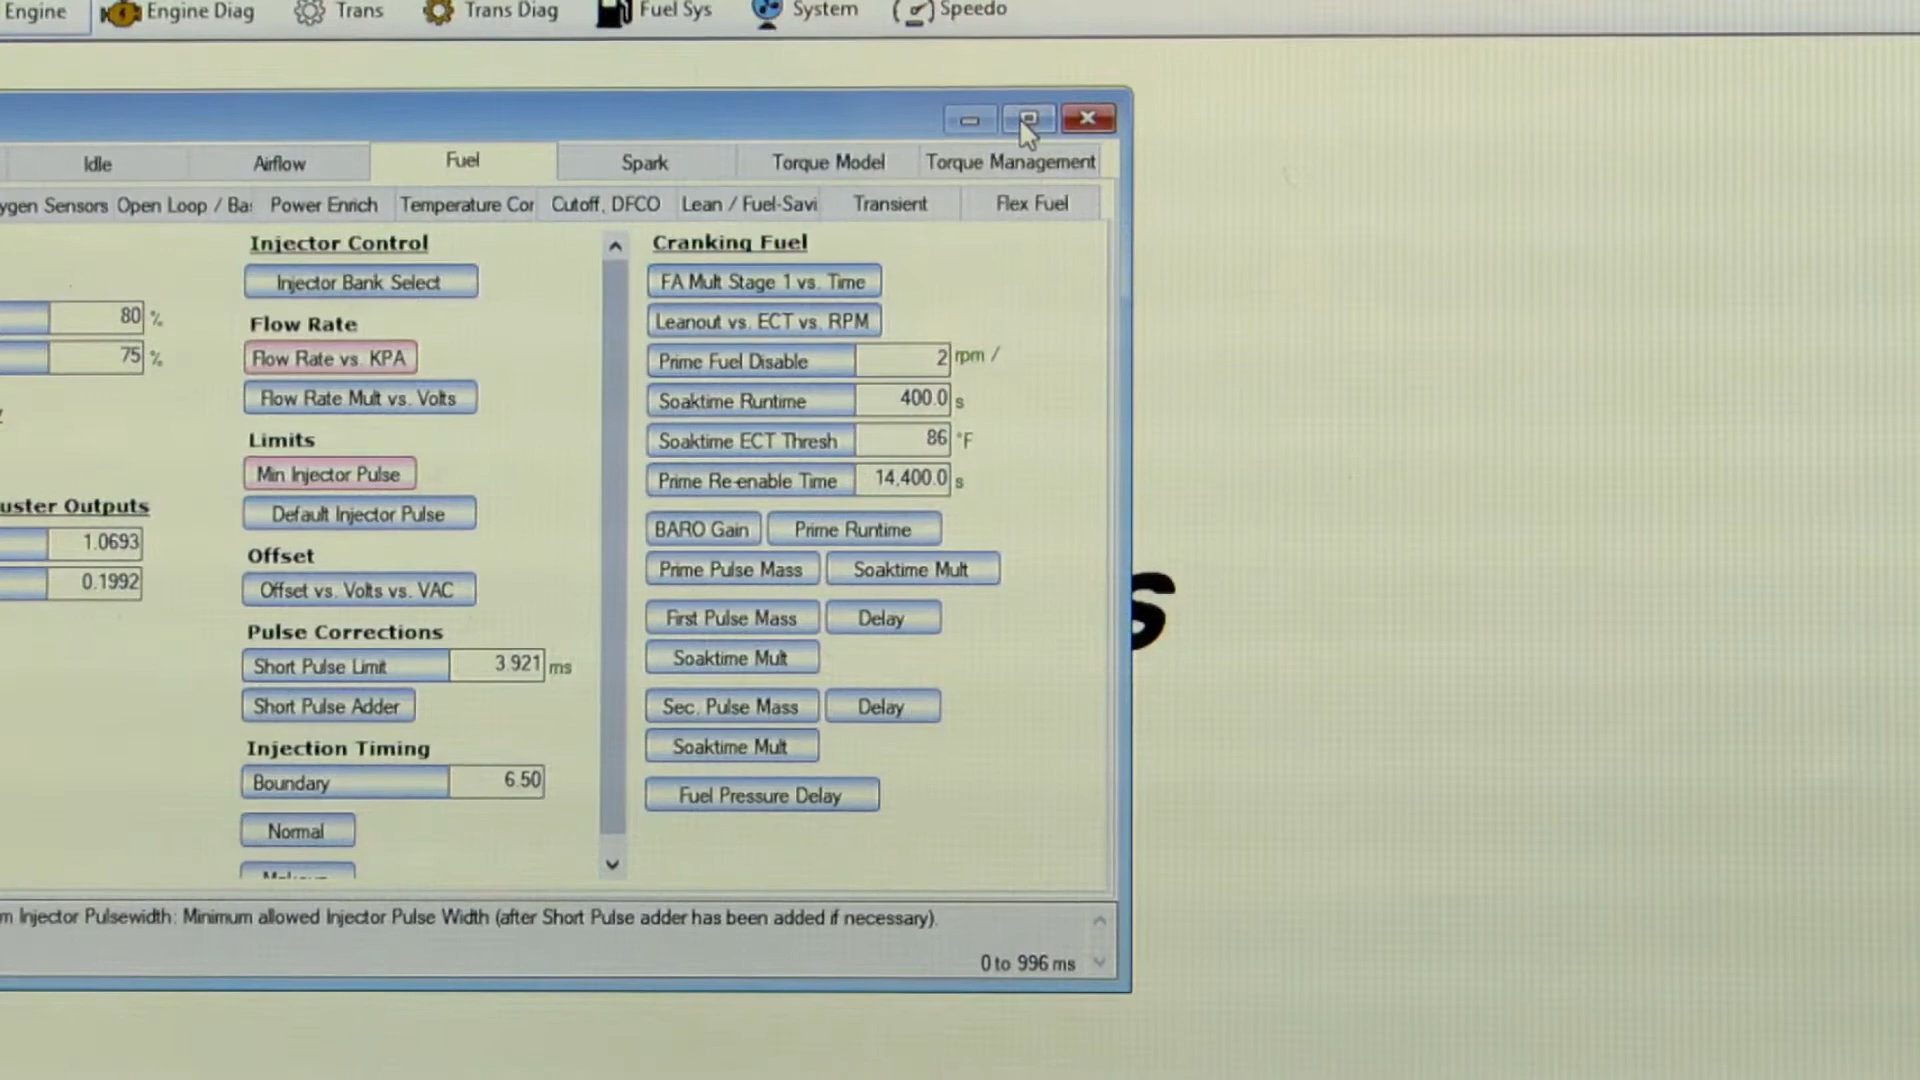 Engine Engine Diag Trans Trans Diag Fuel Sys System Speedo
Idle Airflow Fuel Spark Torque Model Torque Management
ygen Sensors Open Loop / Ba Power Enrich Temperature Cor Cutoff, DFCO Lean / Fuel-Savi Transient Flex Fuel
80 %
75 %
uster Outputs
1.0693
0.1992
Injector Control
Injector Bank Select
Flow Rate
Flow Rate vs. KPA
Flow Rate Mult vs. Volts
Limits
Min Injector Pulse
Default Injector Pulse
Offset
Offset vs. Volts vs. VAC
Pulse Corrections
Short Pulse Limit 3.921 ms
Short Pulse Adder
Injection Timing
Boundary 6.50
Normal
Cranking Fuel
FA Mult Stage 1 vs. Time
Leanout vs. ECT vs. RPM
Prime Fuel Disable 2 rpm /
Soaktime Runtime 400.0 s
Soaktime ECT Thresh 86 °F
Prime Re-enable Time 14,400.0 s
BARO Gain Prime Runtime
Prime Pulse Mass Soaktime Mult
First Pulse Mass Delay
Soaktime Mult
Sec. Pulse Mass Delay
Soaktime Mult
Fuel Pressure Delay
s
m Injector Pulsewidth: Minimum allowed Injector Pulse Width (after Short Pulse adder has been added if necessary).
0 to 996 ms